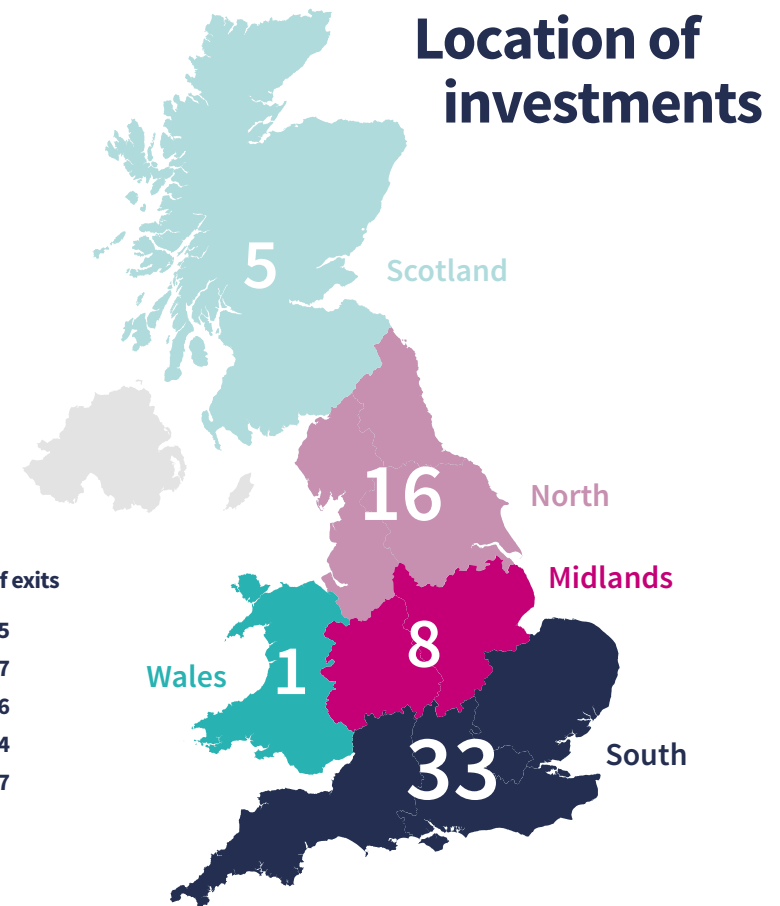 Location of
investments
5
Scotland
16
North
f exits
Midlands
5
8
7
1
Wales
6
4
33
South
7